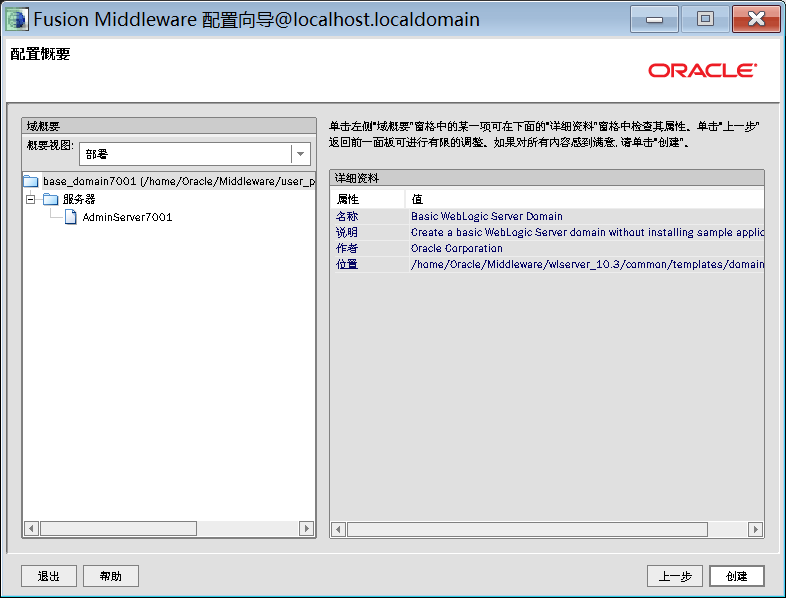 Fusion Middleware 配置向导@localhost.localdomain
配置概要
ORACLE
域概要
概要视图:
部署
base_domain7001 (/home/Oracle/Middleware/user_p
服务器
AdminServer7001
单击左侧"域概要"窗格中的某一项可在下面的"详细资料"窗格中检查其属性。单击"上一步"
返回前一面板可进行有限的调整。如果对所有内容感到满意, 请单击"创建"。
详细资料
属性 值
名称 Basic WebLogic Server Domain
说明 Create a basic WebLogic Server domain without installing sample applic
作者 Oracle Corporation
位置 /home/Oracle/Middleware/wlserver_10.3/common/templates/domain
退出 帮助 上一步 创建